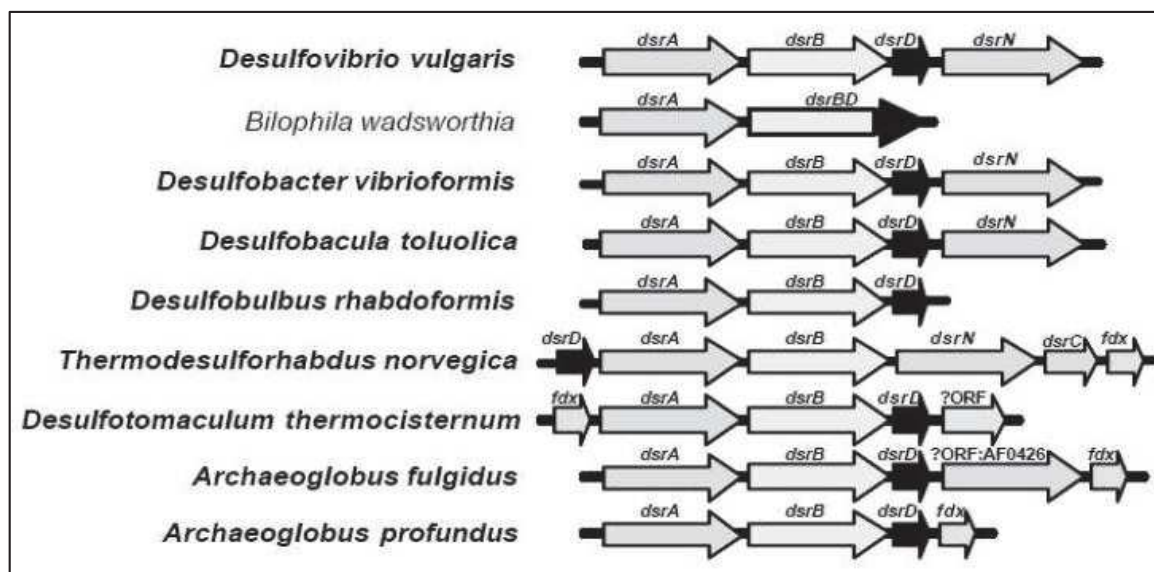 dsrA dsrB dsrD dsrN
Desulfovibrio vulgaris
dsrA dsrBD
Bilophila wadsworthia
dsrA dsrB dsrD dsrN
Desulfobacter vibrioformis
dsrA dsrB dsrD dsrN
Desulfobacula toluolica
dsrA dsrB dsrD
Desulfobulbus rhabdoformis
dsrD dsrA dsrB dsrN dsrC fdx
Thermodesulforhabdus norvegica
fdx dsrA dsrB dsrD ?ORF
Desulfotomaculum thermocisternum
dsrA dsrB dsrD ?ORF:AF0426 fdx
Archaeoglobus fulgidus
dsrA dsrB dsrD fdx
Archaeoglobus profundus